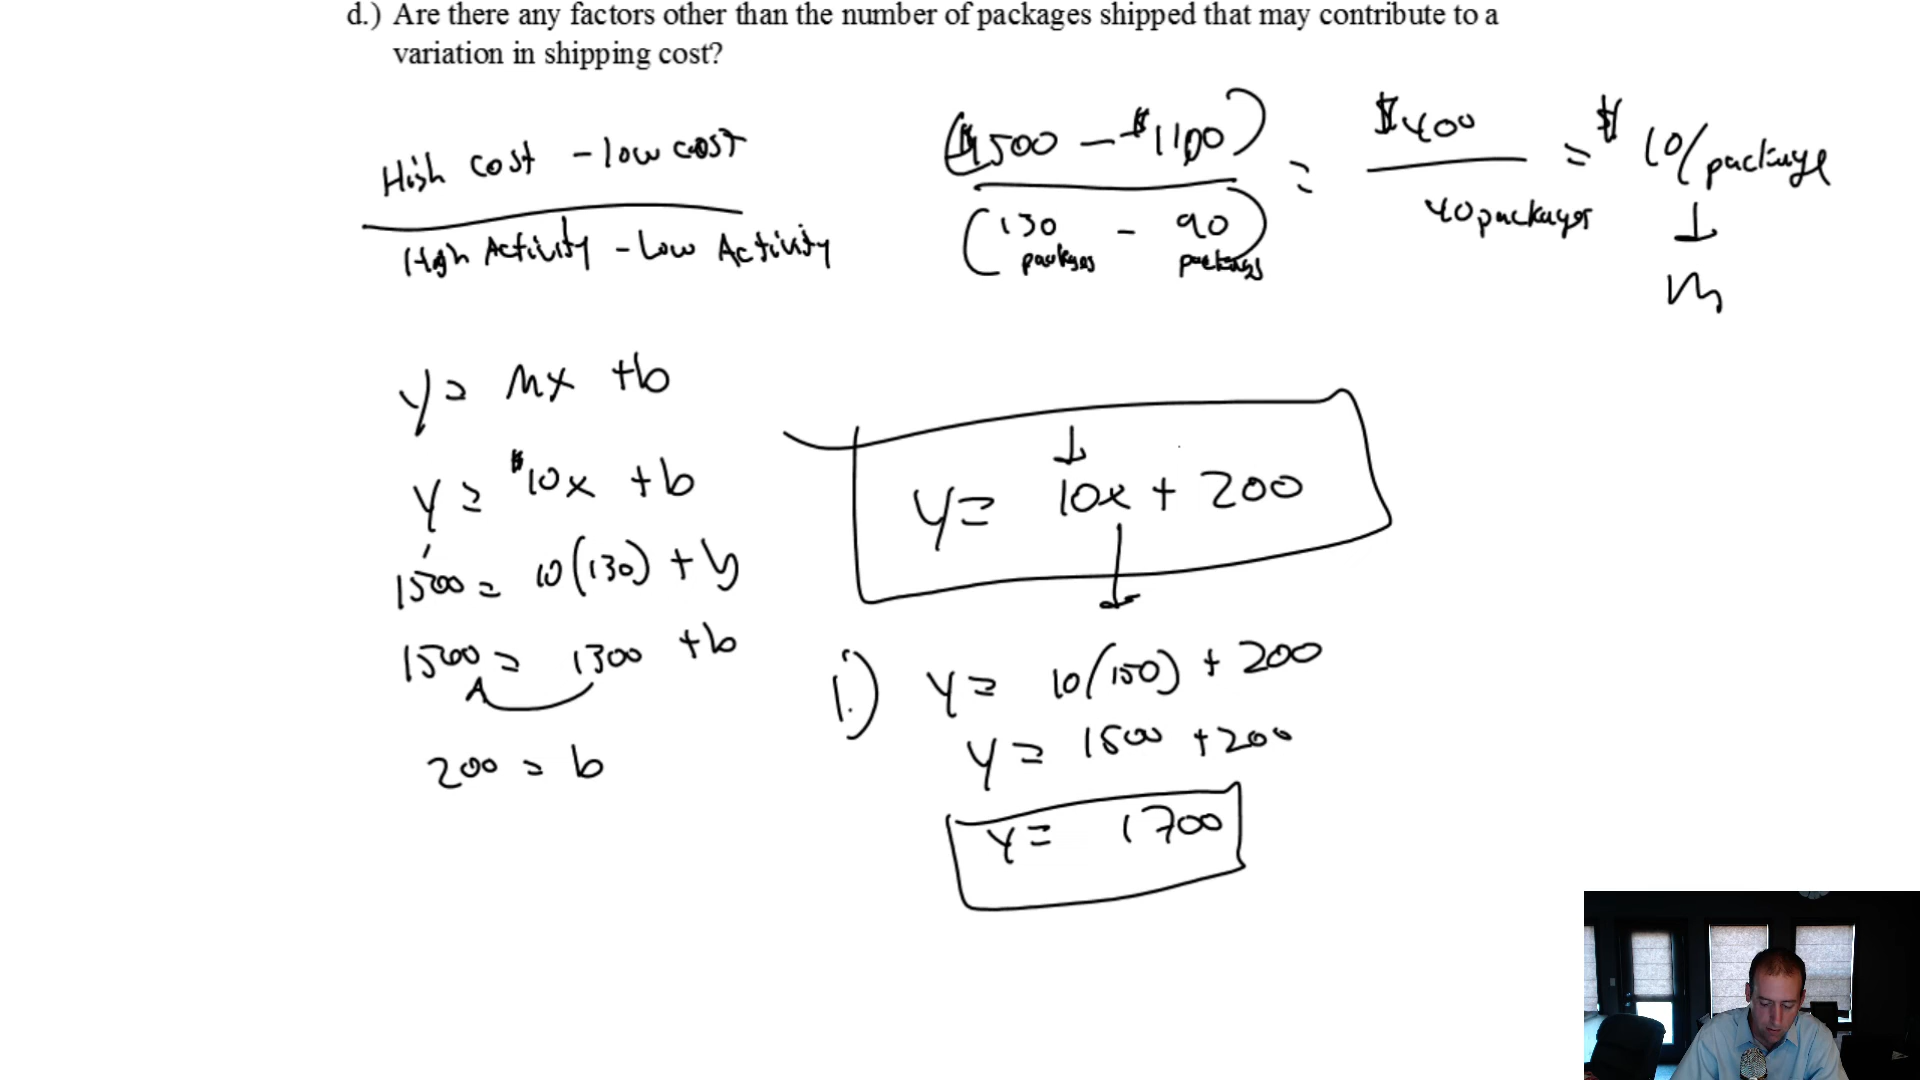 d.) Are there any factors other than the number of packages shipped that may contribute to a
variation in shipping cost?
High cost - low cost
High Activity - Low Activity
($1500 - $1100)
(130 - 90)
packages packages
=
$400
40 packages
= $10/package
m
y = mx + b
y = $10x + b
1500 = 10(130) + b
1500 = 1300 + b
200 = b
y = 10x + 200
1.) y = 10(150) + 200
y = 1500 + 200
y = 1700